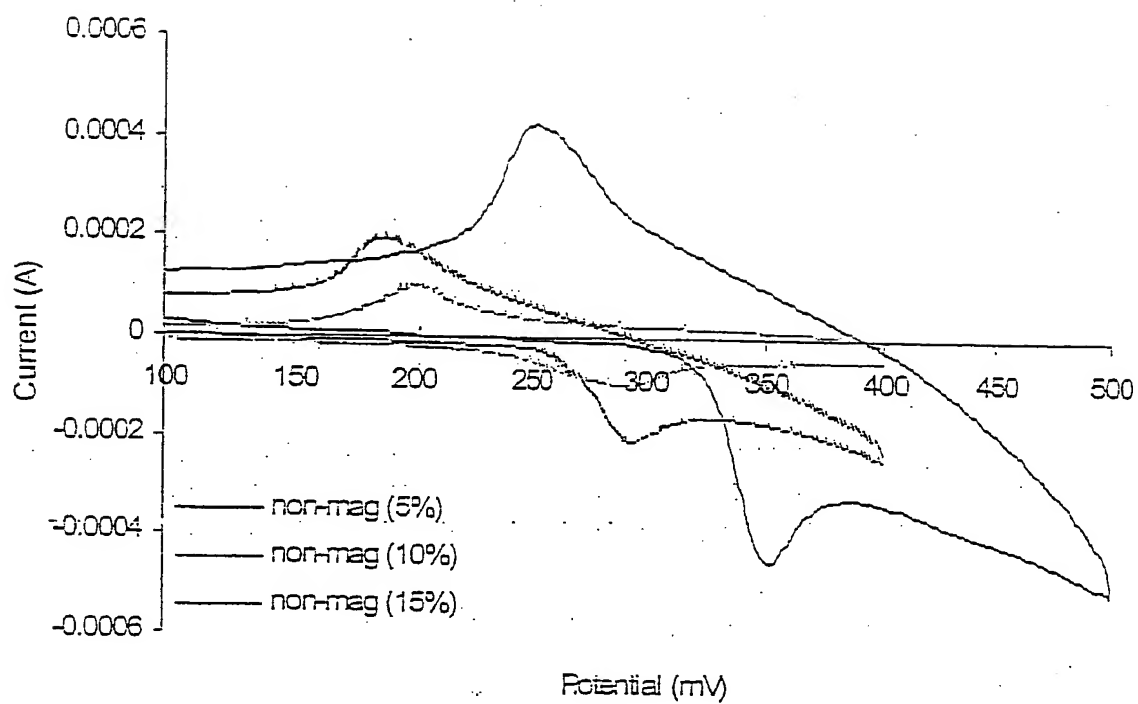 0.0006
0.0004
0.0002
0
-0.0002
-0.0004
-0.0006
Current (A)
100 150 200 250 300 350 400 450 500
non-mag (5%)
non-mag (10%)
non-mag (15%)
Potential (mV)